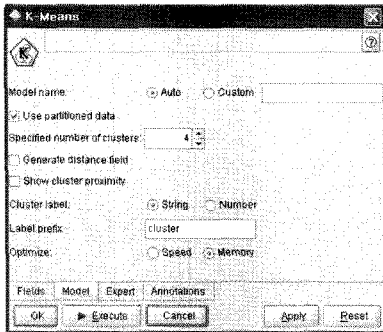 K-Means
K
Model name: Auto Custom
Use partitioned data
Specified number of clusters: 4
Generate distance field
Show cluster proximity
Cluster label: String Number
Label prefix: cluster
Optimize: Speed Memory
Fields Model Expert Annotations
OK Execute Cancel Apply Reset